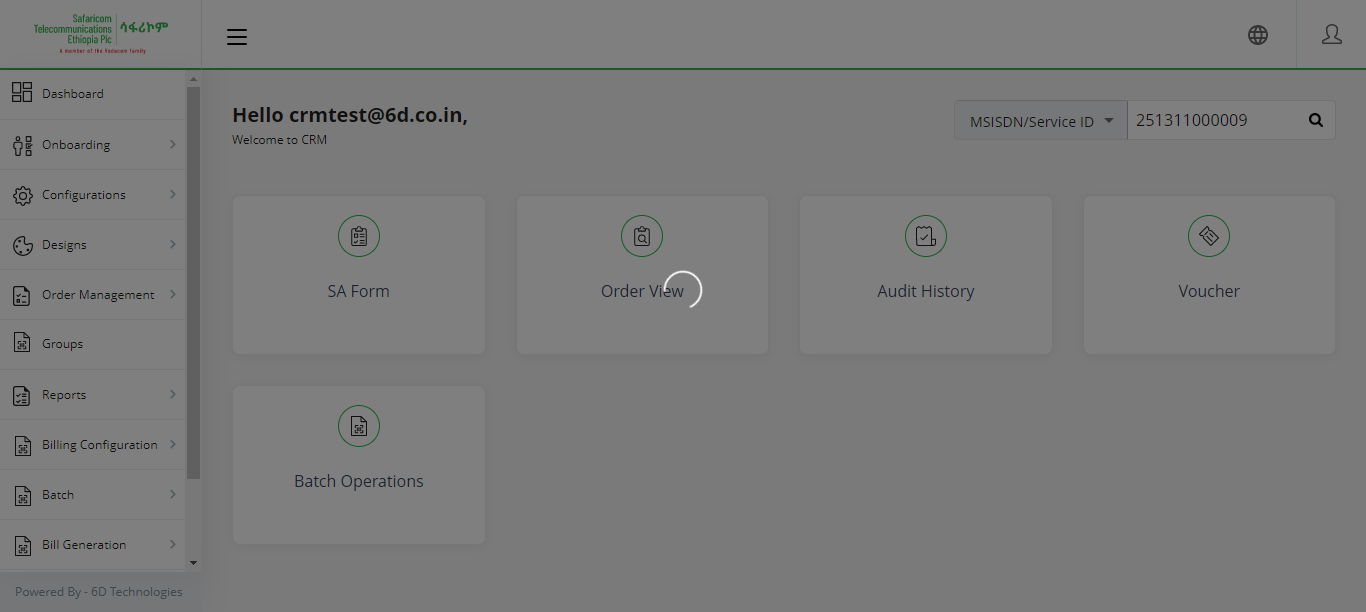 Safaricom
Telecommunications
Ethiopia Plc
ሳፋሪኮም
A member of the Vodacom family
Dashboard
Onboarding
Configurations
Designs
Order Management
Groups
Reports
Billing Configuration
Batch
Bill Generation
Powered By - 6D Technologies
Hello crmtest@6d.co.in,
Welcome to CRM
MSISDN/Service ID
251311000009
SA Form
Order View
Audit History
Voucher
Batch Operations